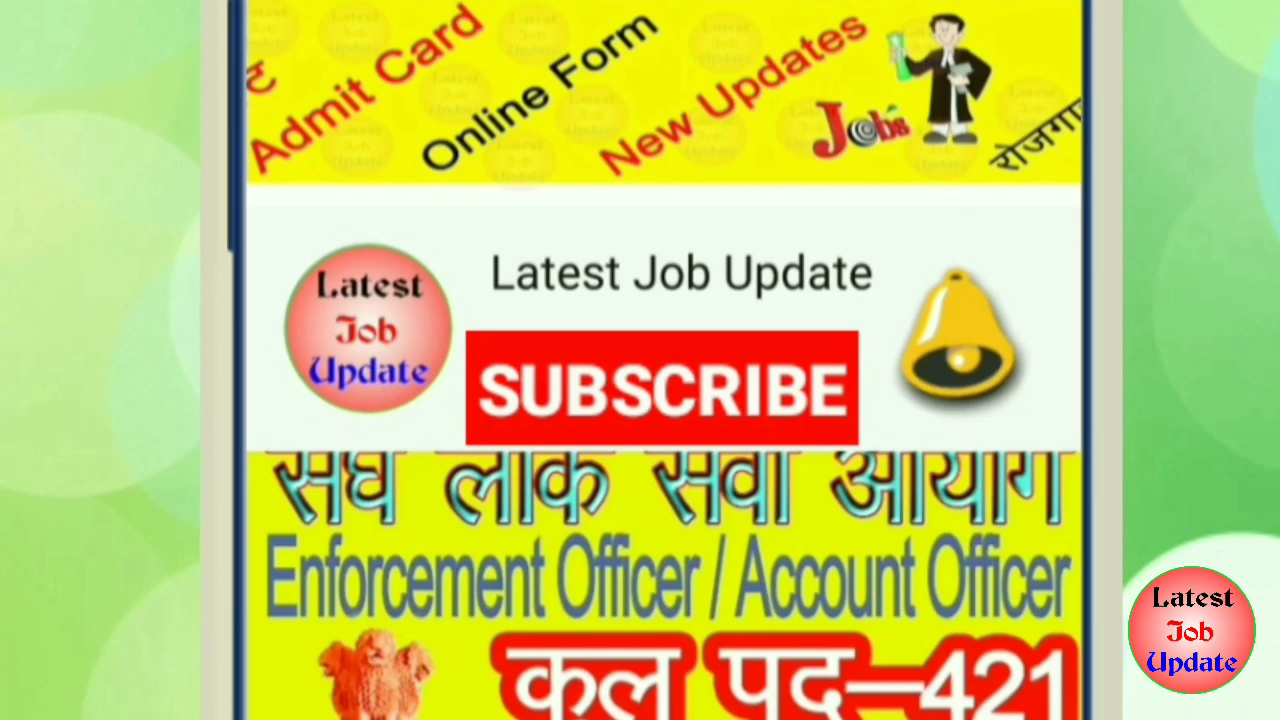 Admit Card
Online Form
New Updates
Jobs
Latest
Job
Update
Latest Job Update
SUBSCRIBE
संघ लोक सेवा आयोग
Enforcement Officer / Account Officer
कुल पद–421
Latest
Job
Update